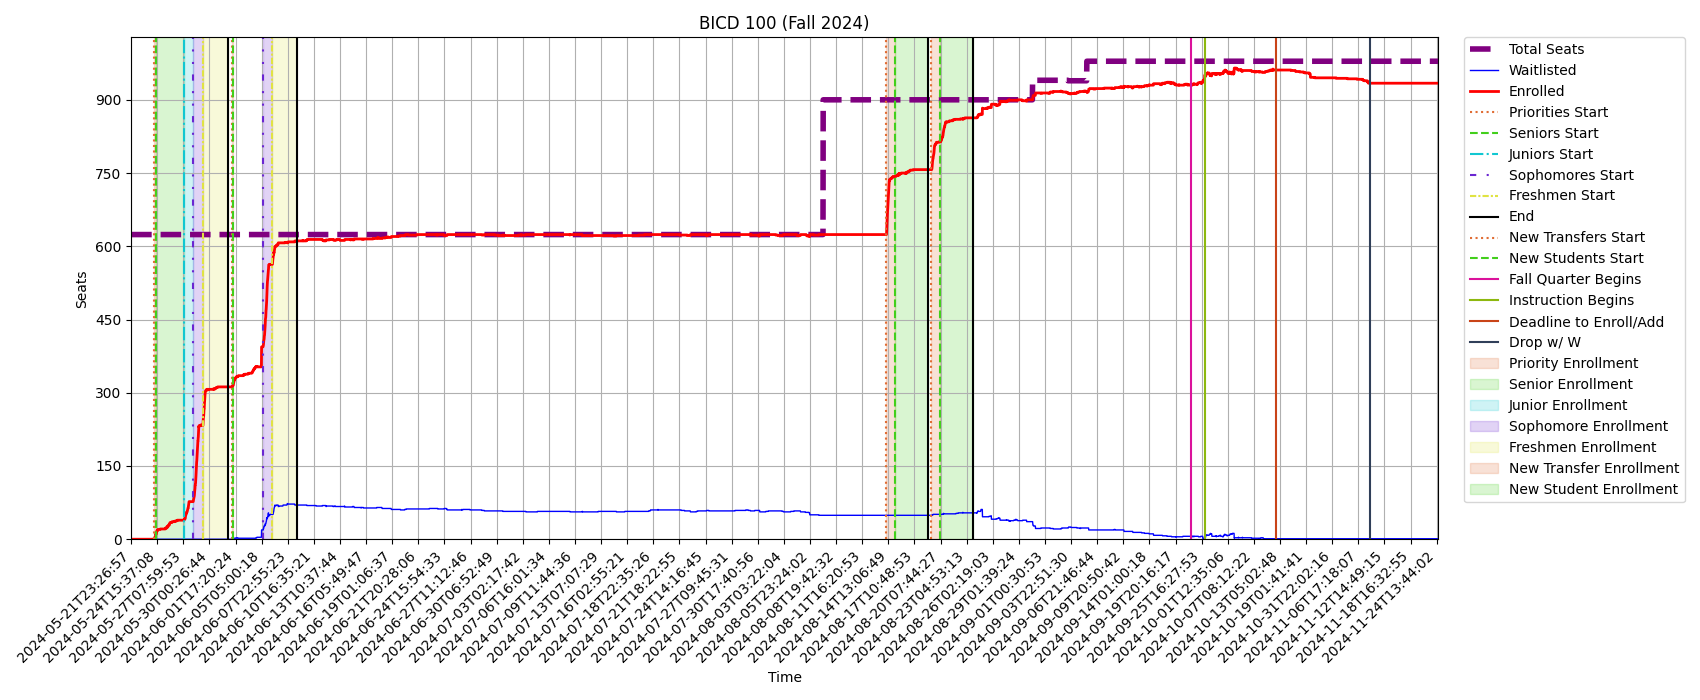 BICD 100 (Fall 2024)
Seats
900
750
600
450
300
150
0
2024-05-21T23:26:57
2024-05-24T15:37:08
2024-05-27T07:59:53
2024-05-30T00:26:44
2024-06-01T17:20:24
2024-06-05T05:00:18
2024-06-07T22:55:23
2024-06-10T16:35:21
2024-06-13T10:37:44
2024-06-16T05:49:47
2024-06-19T01:06:37
2024-06-21T20:28:06
2024-06-24T15:54:33
2024-06-27T11:12:46
2024-06-30T06:52:49
2024-07-03T02:17:42
2024-07-06T16:01:34
2024-07-09T11:44:36
2024-07-13T07:07:29
2024-07-16T02:55:21
2024-07-18T22:35:26
2024-07-21T18:22:55
2024-07-24T14:16:45
2024-07-27T09:45:31
2024-07-30T17:40:56
2024-08-03T03:22:04
2024-08-05T23:24:02
2024-08-08T19:42:32
2024-08-11T16:20:53
2024-08-14T13:06:49
2024-08-17T10:48:53
2024-08-20T07:44:27
2024-08-23T04:53:13
2024-08-26T02:19:03
2024-08-29T01:39:24
2024-09-01T00:30:53
2024-09-03T22:51:30
2024-09-06T21:46:44
2024-09-09T20:50:42
2024-09-14T01:00:18
2024-09-19T20:16:17
2024-09-25T16:27:53
2024-10-01T12:35:06
2024-10-07T08:12:22
2024-10-13T05:02:48
2024-10-19T01:41:41
2024-10-31T22:02:16
2024-11-06T17:18:07
2024-11-12T14:49:15
2024-11-18T16:32:55
2024-11-24T13:44:02
Time
Total Seats
Waitlisted
Enrolled
Priorities Start
Seniors Start
Juniors Start
Sophomores Start
Freshmen Start
End
New Transfers Start
New Students Start
Fall Quarter Begins
Instruction Begins
Deadline to Enroll/Add
Drop w/ W
Priority Enrollment
Senior Enrollment
Junior Enrollment
Sophomore Enrollment
Freshmen Enrollment
New Transfer Enrollment
New Student Enrollment